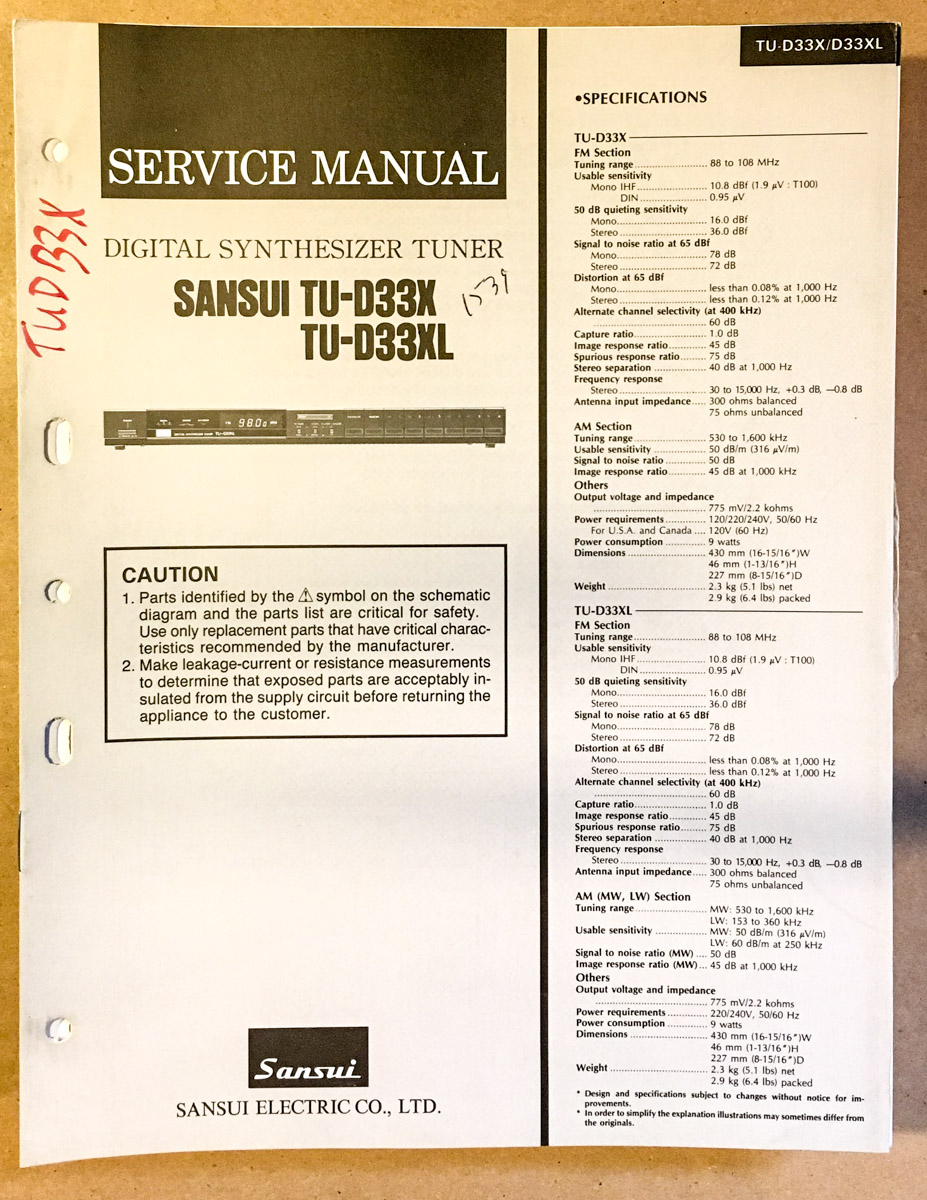 TU-D33X/D33XL
SERVICE MANUAL
DIGITAL SYNTHESIZER TUNER
SANSUI TU-D33X
TU-D33XL
TUD33X
98.00
CAUTION
1. Parts identified by the ⚠ symbol on the schematic
diagram and the parts list are critical for safety.
Use only replacement parts that have critical charac-
teristics recommended by the manufacturer.
2. Make leakage-current or resistance measurements
to determine that exposed parts are acceptably in-
sulated from the supply circuit before returning the
appliance to the customer.
Sansui
SANSUI ELECTRIC CO., LTD.
•SPECIFICATIONS
TU-D33X
FM Section
Tuning range ........................ 88 to 108 MHz
Usable sensitivity
Mono IHF ........................ 10.8 dBf (1.9 µV : T100)
DIN ........................ 0.95 µV
50 dB quieting sensitivity
Mono ........................ 16.0 dBf
Stereo ........................ 36.0 dBf
Signal to noise ratio at 65 dBf
Mono ........................ 78 dB
Stereo ........................ 72 dB
Distortion at 65 dBf
Mono ........................ less than 0.08% at 1,000 Hz
Stereo ........................ less than 0.12% at 1,000 Hz
Alternate channel selectivity (at 400 kHz)
........................ 60 dB
Capture ratio ........................ 1.0 dB
Image response ratio ............. 45 dB
Spurious response ratio ......... 75 dB
Stereo separation .................. 40 dB at 1,000 Hz
Frequency response
Stereo ........................ 30 to 15,000 Hz, +0.3 dB, –0.8 dB
Antenna input impedance ..... 300 ohms balanced
75 ohms unbalanced
AM Section
Tuning range ........................ 530 to 1,600 kHz
Usable sensitivity .................. 50 dB/m (316 µV/m)
Signal to noise ratio .............. 50 dB
Image response ratio ............. 45 dB at 1,000 kHz
Others
Output voltage and impedance
........................ 775 mV/2.2 kohms
Power requirements .............. 120/220/240V, 50/60 Hz
For U.S.A. and Canada .... 120V (60 Hz)
Power consumption .............. 9 watts
Dimensions ........................ 430 mm (16-15/16")W
46 mm (1-13/16")H
227 mm (8-15/16")D
Weight ........................ 2.3 kg (5.1 lbs) net
2.9 kg (6.4 lbs) packed
TU-D33XL
FM Section
Tuning range ........................ 88 to 108 MHz
Usable sensitivity
Mono IHF ........................ 10.8 dBf (1.9 µV : T100)
DIN ........................ 0.95 µV
50 dB quieting sensitivity
Mono ........................ 16.0 dBf
Stereo ........................ 36.0 dBf
Signal to noise ratio at 65 dBf
Mono ........................ 78 dB
Stereo ........................ 72 dB
Distortion at 65 dBf
Mono ........................ less than 0.08% at 1,000 Hz
Stereo ........................ less than 0.12% at 1,000 Hz
Alternate channel selectivity (at 400 kHz)
........................ 60 dB
Capture ratio ........................ 1.0 dB
Image response ratio ............. 45 dB
Spurious response ratio ......... 75 dB
Stereo separation .................. 40 dB at 1,000 Hz
Frequency response
Stereo ........................ 30 to 15,000 Hz, +0.3 dB, –0.8 dB
Antenna input impedance ..... 300 ohms balanced
75 ohms unbalanced
AM (MW, LW) Section
Tuning range ........................ MW: 530 to 1,600 kHz
LW: 153 to 360 kHz
Usable sensitivity .................. MW: 50 dB/m (316 µV/m)
LW: 60 dB/m at 250 kHz
Signal to noise ratio (MW) .... 50 dB
Image response ratio (MW) ... 45 dB at 1,000 kHz
Others
Output voltage and impedance
........................ 775 mV/2.2 kohms
Power requirements .............. 220/240V, 50/60 Hz
Power consumption .............. 9 watts
Dimensions ........................ 430 mm (16-15/16")W
46 mm (1-13/16")H
227 mm (8-15/16")D
Weight ........................ 2.3 kg (5.1 lbs) net
2.9 kg (6.4 lbs) packed
* Design and specifications subject to changes without notice for im-
provements.
* In order to simplify the explanation illustrations may sometimes differ from
the originals.